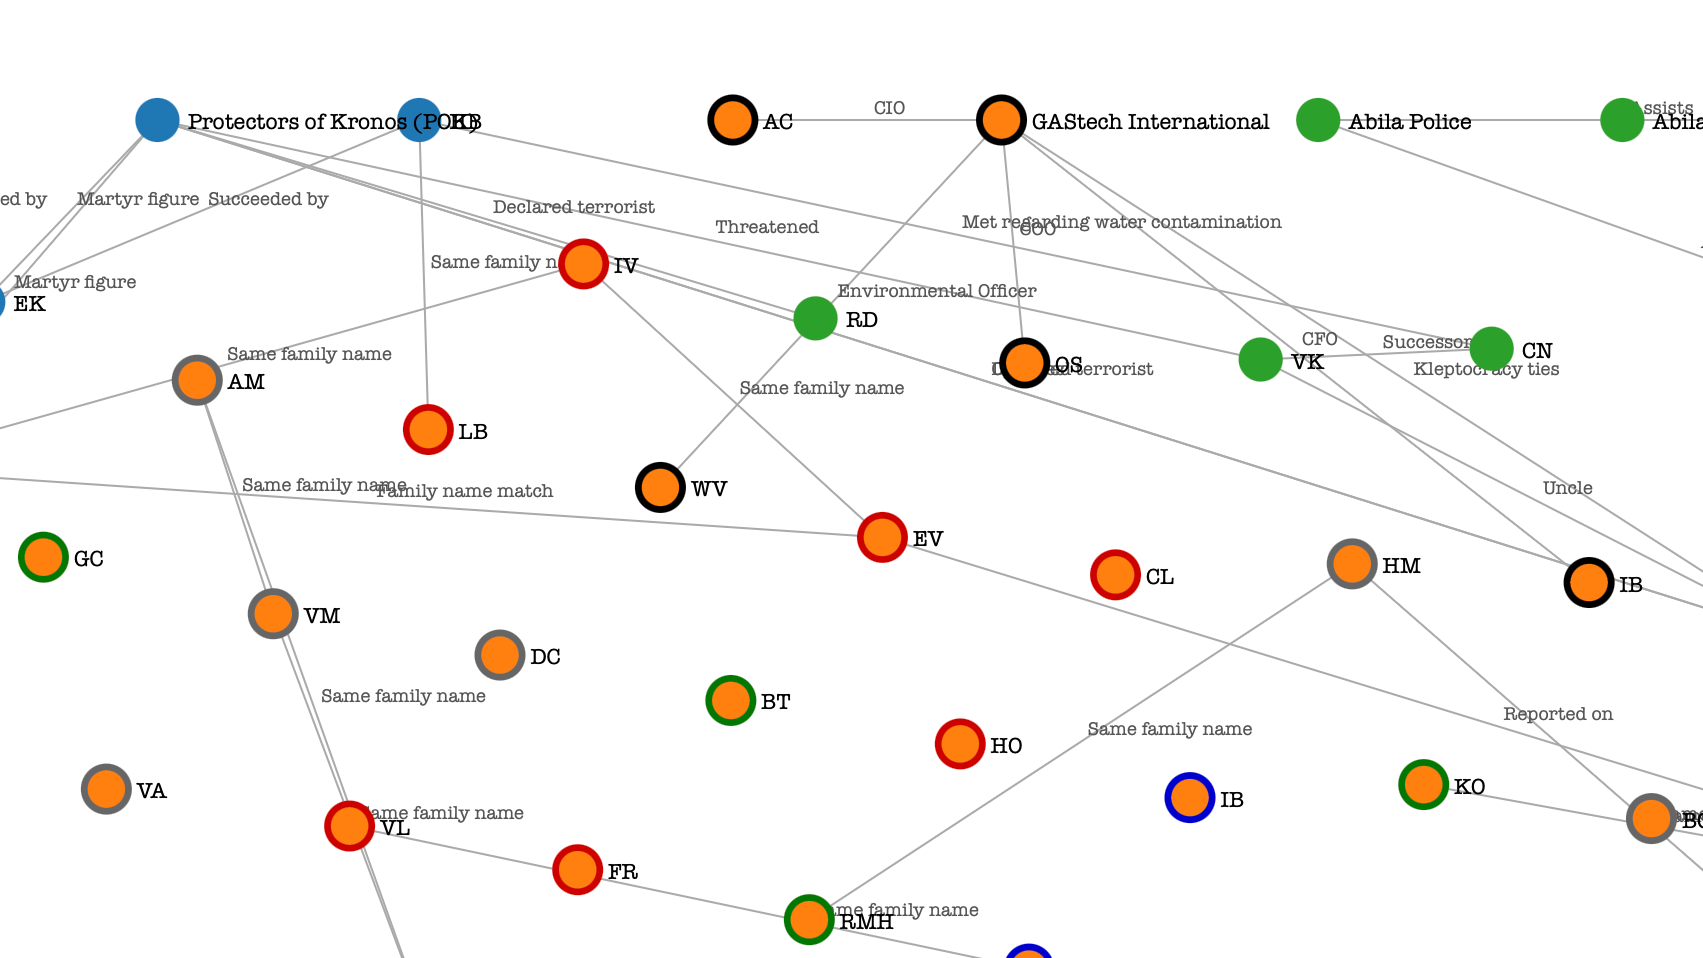 Assists
CIO
Protectors of Kronos (POK)
AC
GAStech International
Abila Police
Abila
ed by
Martyr figure
Succeeded by
Declared terrorist
Threatened
Met regarding water contamination
COO
Same family
IV
Martyr figure
EK
Environmental Officer
RD
CFO
Successor
CN
Same family name
QS
terrorist
VK
Kleptocracy ties
AM
Same family name
LB
Same family name
Family name match
WV
Uncle
EV
GC
CL
HM
IB
VM
DC
Same family name
BT
Reported on
Same family name
HO
VA
KO
IB
Same family name
VL
FR
Same family name
RMH